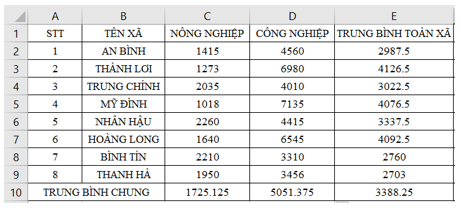 A B C D E
1 STT TÊN XÃ NÔNG NGHIỆP CÔNG NGHIỆP TRUNG BÌNH TOÀN XÃ
2 1 AN BÌNH 1415 4560 2987.5
3 2 THÀNH LỢI 1273 6980 4126.5
4 3 TRUNG CHÍNH 2035 4010 3022.5
5 4 MỸ ĐÌNH 1018 7135 4076.5
6 5 NHÂN HẬU 2260 4415 3337.5
7 6 HOÀNG LONG 1640 6545 4092.5
8 7 BÌNH TÍN 2210 3310 2760
9 8 THANH HÀ 1950 3456 2703
10 TRUNG BÌNH CHUNG 1725.125 5051.375 3388.25